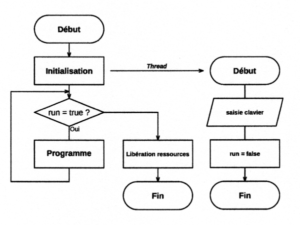 Début
Initialisation
Thread
Début
run = true ?
saisie clavier
Oui
Programme
Libération ressources
run = false
Fin
Fin